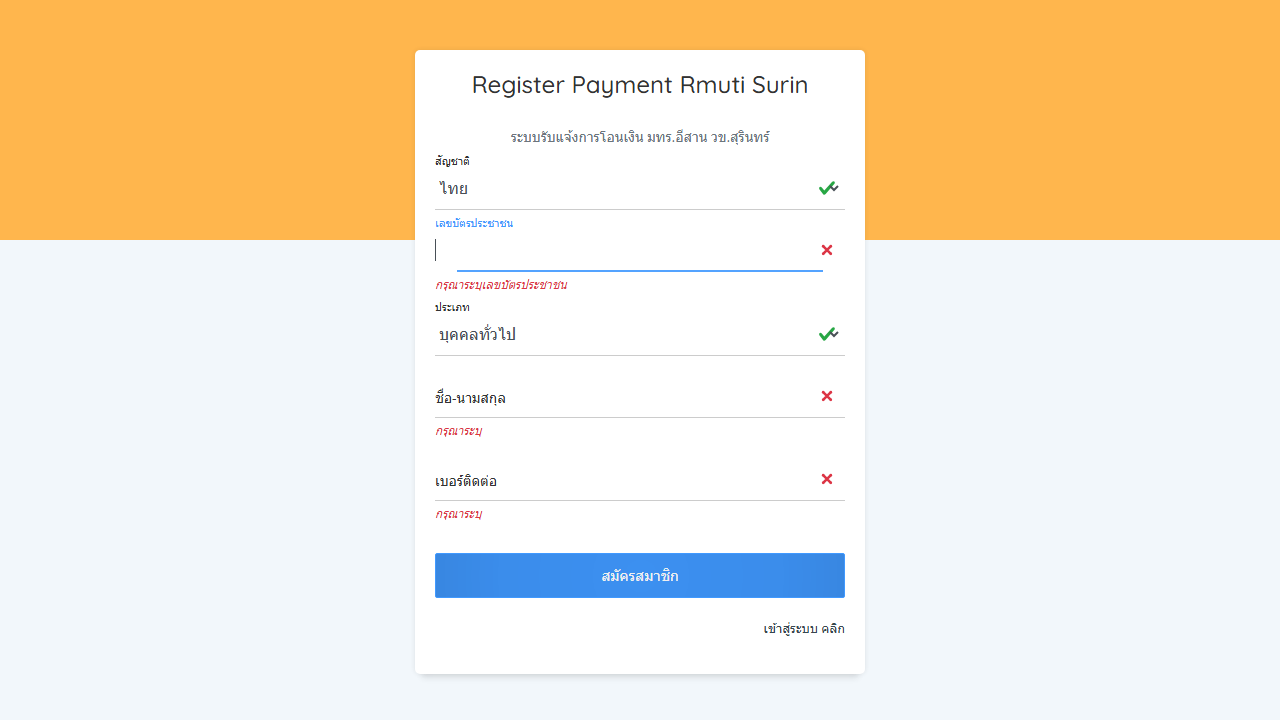 Register Payment Rmuti Surin
ระบบรับแจ้งการโอนเงิน มทร.อีสาน วข.สุรินทร์
สัญชาติ
ไทย
เลขบัตรประชาชน
กรุณาระบุเลขบัตรประชาชน
ประเภท
บุคคลทั่วไป
ชื่อ-นามสกุล
กรุณาระบุ
เบอร์ติดต่อ
กรุณาระบุ
สมัครสมาชิก
เข้าสู่ระบบ คลิก